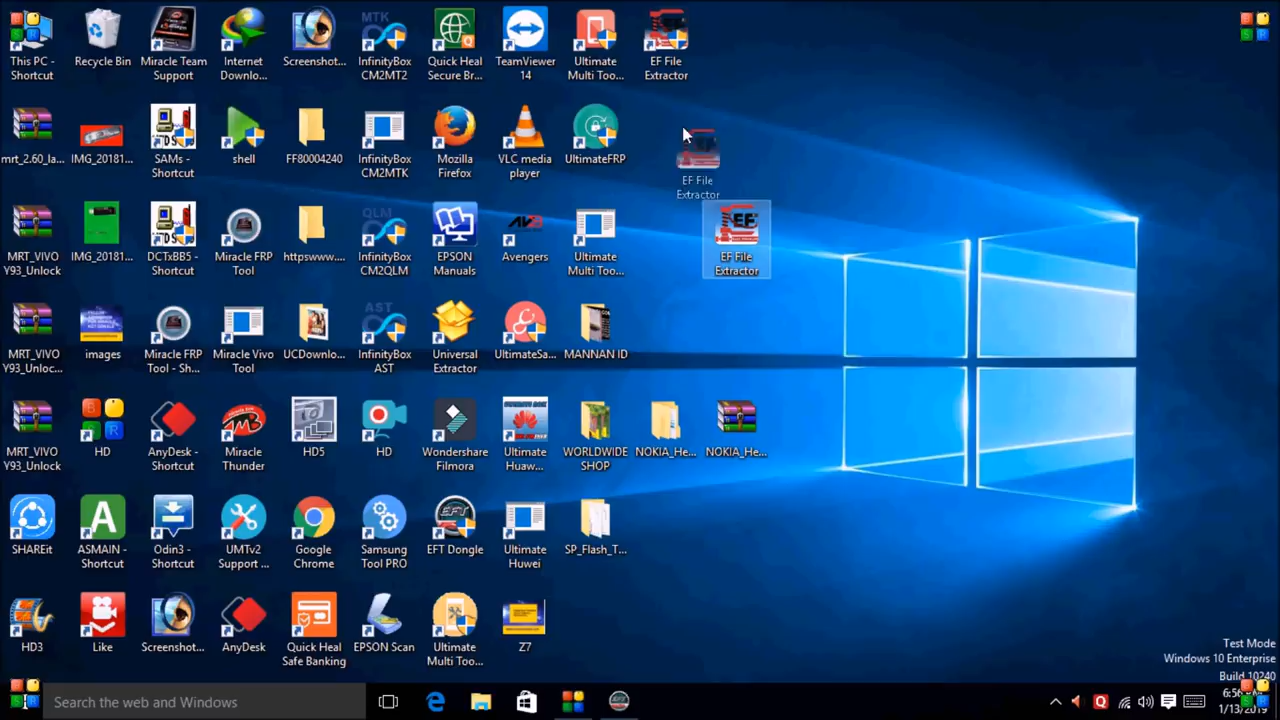 This PC -
Shortcut
Recycle Bin
Miracle Team
Support
Internet
Downlo...
Screenshot...
MTK
InfinityBox
CM2MT2
Quick Heal
Secure Br...
TeamViewer
14
Ultimate
Multi Too...
EF File
Extractor
mrt_2.60_la...
IMG_20181...
SAMs -
Shortcut
shell
FF80004240
InfinityBox
CM2MTK
Mozilla
Firefox
VLC media
player
UltimateFRP
EF File
Extractor
MRT_VIVO
Y93_Unlock
IMG_20181...
DCTxBB5 -
Shortcut
Miracle FRP
Tool
httpswww....
QLM
InfinityBox
CM2QLM
EPSON
Manuals
Avengers
Ultimate
Multi Too...
EF
EF File
Extractor
MRT_VIVO
Y93_Unloc...
images
Miracle FRP
Tool - Sh...
Miracle Vivo
Tool
UCDownlo...
AST
InfinityBox
AST
Universal
Extractor
UltimateSa...
MANNAN ID
MRT_VIVO
Y93_Unlock
HD
AnyDesk -
Shortcut
Miracle
Thunder
HD5
HD
Wondershare
Filmora
Ultimate
Huaw...
WORLDWIDE
SHOP
NOKIA_He...
NOKIA_He...
SHAREit
ASMAIN -
Shortcut
Odin3 -
Shortcut
UMTv2
Support ...
Google
Chrome
Samsung
Tool PRO
EFT Dongle
Ultimate
Huwei
SP_Flash_T...
HD3
Like
Screenshot...
AnyDesk
Quick Heal
Safe Banking
EPSON Scan
Ultimate
Multi Too...
Z7
Test Mode
Windows 10 Enterprise
Build 10240
Search the web and Windows
1/13/2019